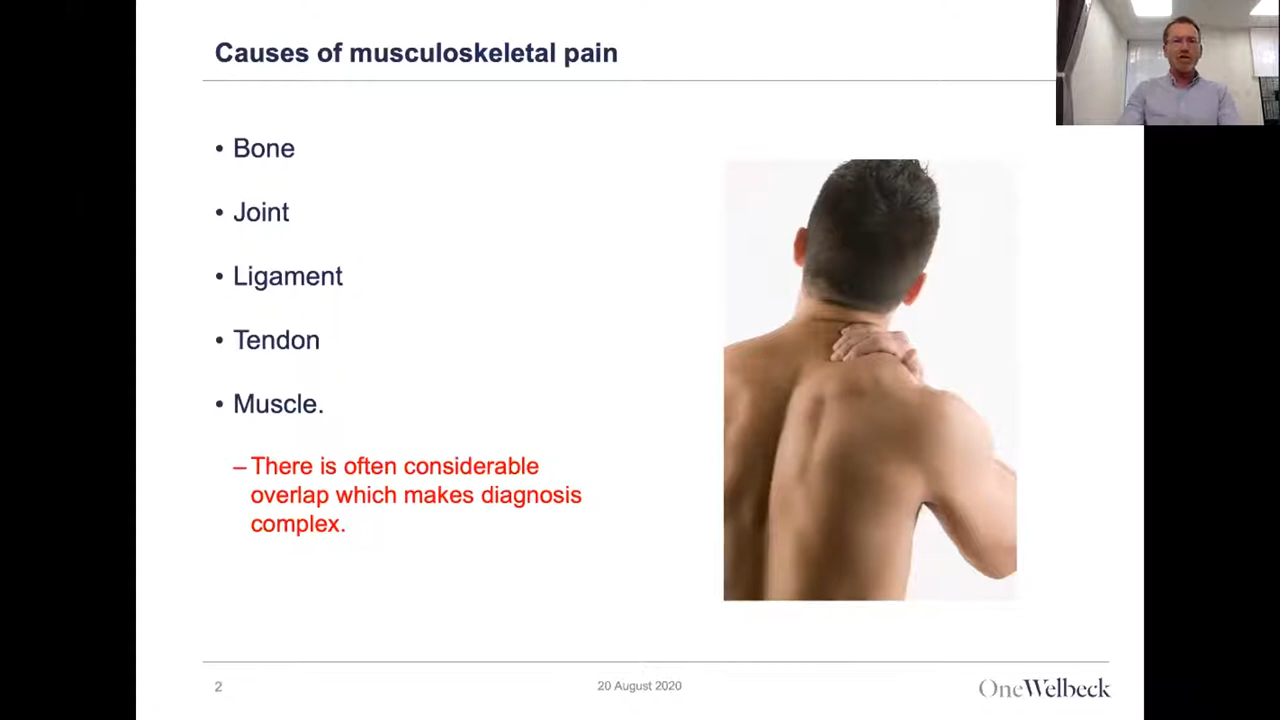 Causes of musculoskeletal pain
• Bone
• Joint
• Ligament
• Tendon
• Muscle.
– There is often considerable
overlap which makes diagnosis
complex.
2
20 August 2020
OneWelbeck